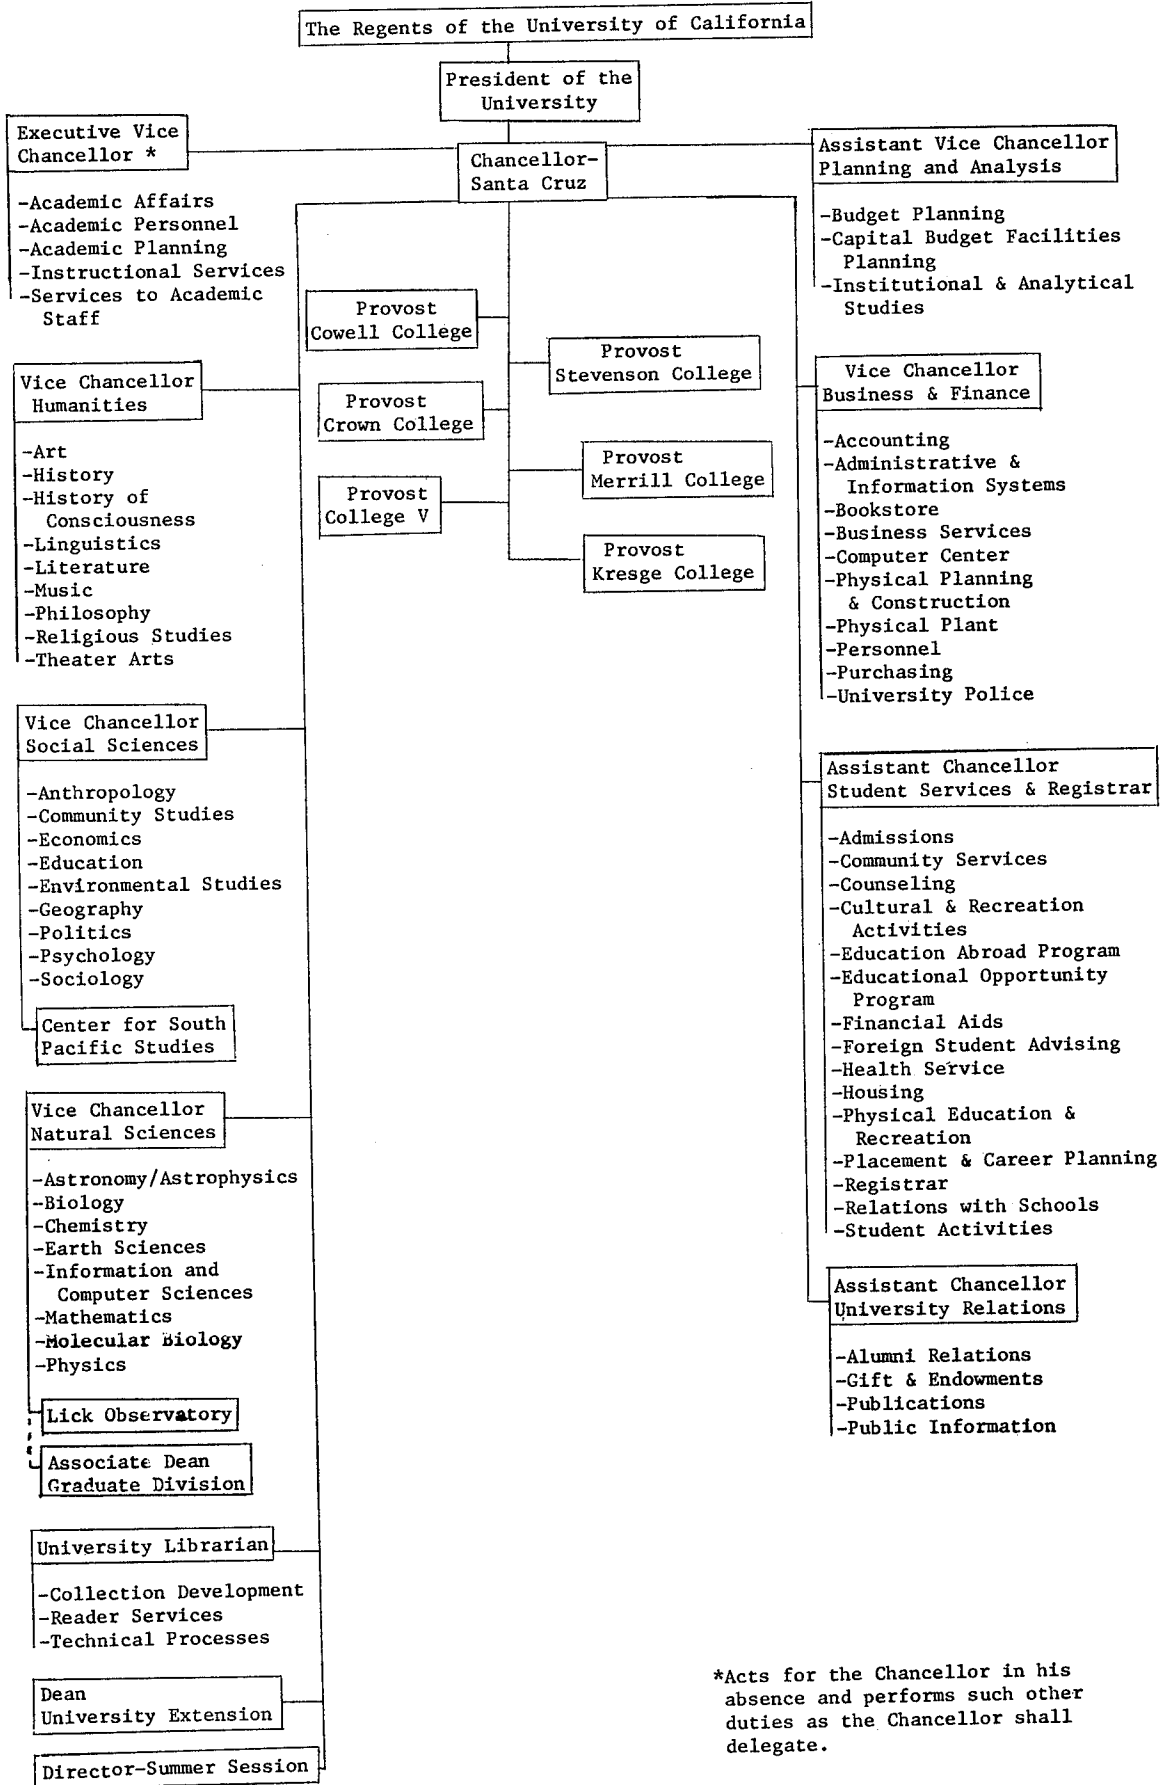 The Regents of the University of California
President of the
University
Executive Vice
Chancellor *
-Academic Affairs
-Academic Personnel
-Academic Planning
-Instructional Services
-Services to Academic
Staff
Chancellor-
Santa Cruz
Assistant Vice Chancellor
Planning and Analysis
-Budget Planning
-Capital Budget Facilities
Planning
-Institutional & Analytical
Studies
Provost
Cowell College
Provost
Stevenson College
Provost
Crown College
Provost
Merrill College
Provost
College V
Provost
Kresge College
Vice Chancellor
Humanities
-Art
-History
-History of
Consciousness
-Linguistics
-Literature
-Music
-Philosophy
-Religious Studies
-Theater Arts
Vice Chancellor
Social Sciences
-Anthropology
-Community Studies
-Economics
-Education
-Environmental Studies
-Geography
-Politics
-Psychology
-Sociology
Center for South
Pacific Studies
Vice Chancellor
Natural Sciences
-Astronomy/Astrophysics
-Biology
-Chemistry
-Earth Sciences
-Information and
Computer Sciences
-Mathematics
-Molecular Biology
-Physics
Lick Observatory
Associate Dean
Graduate Division
University Librarian
-Collection Development
-Reader Services
-Technical Processes
Dean
University Extension
Director-Summer Session
Vice Chancellor
Business & Finance
-Accounting
-Administrative &
Information Systems
-Bookstore
-Business Services
-Computer Center
-Physical Planning
& Construction
-Physical Plant
-Personnel
-Purchasing
-University Police
Assistant Chancellor
Student Services & Registrar
-Admissions
-Community Services
-Counseling
-Cultural & Recreation
Activities
-Education Abroad Program
-Educational Opportunity
Program
-Financial Aids
-Foreign Student Advising
-Health Service
-Housing
-Physical Education &
Recreation
-Placement & Career Planning
-Registrar
-Relations with Schools
-Student Activities
Assistant Chancellor
University Relations
-Alumni Relations
-Gift & Endowments
-Publications
-Public Information
*Acts for the Chancellor in his
absence and performs such other
duties as the Chancellor shall
delegate.